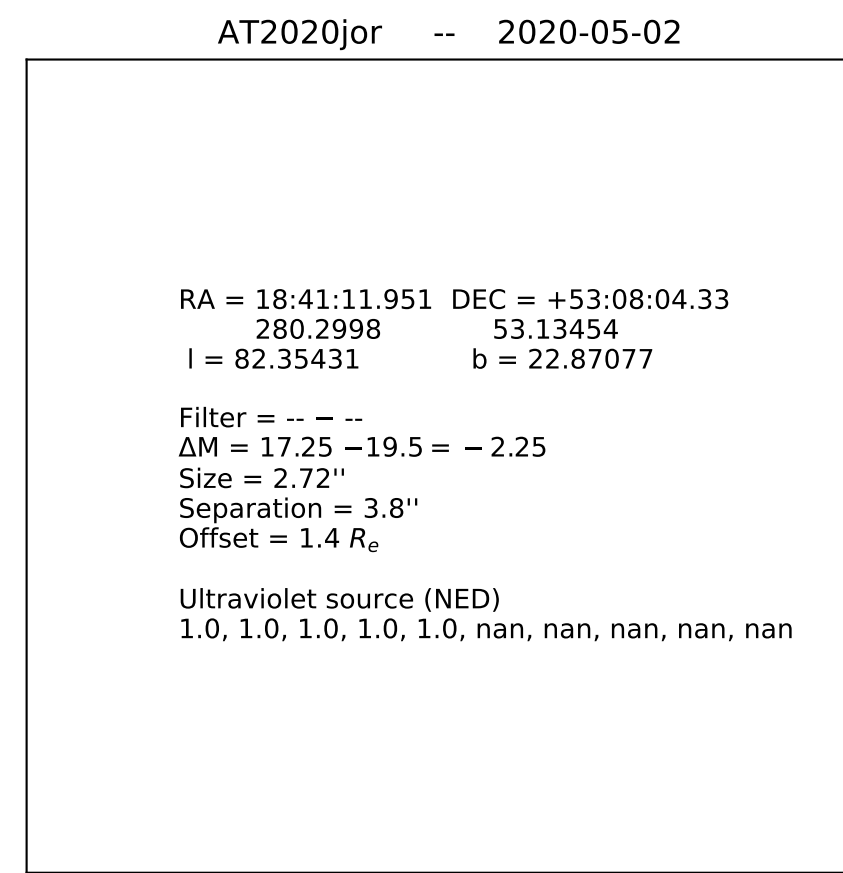 AT2020jor -- 2020-05-02
RA = 18:41:11.951 DEC = +53:08:04.33
280.2998 53.13454
l = 82.35431 b = 22.87077
Filter = -- − --
ΔM = 17.25 −19.5 = − 2.25
Size = 2.72''
Separation = 3.8''
Offset = 1.4 Rₑ
Ultraviolet source (NED)
1.0, 1.0, 1.0, 1.0, 1.0, nan, nan, nan, nan, nan